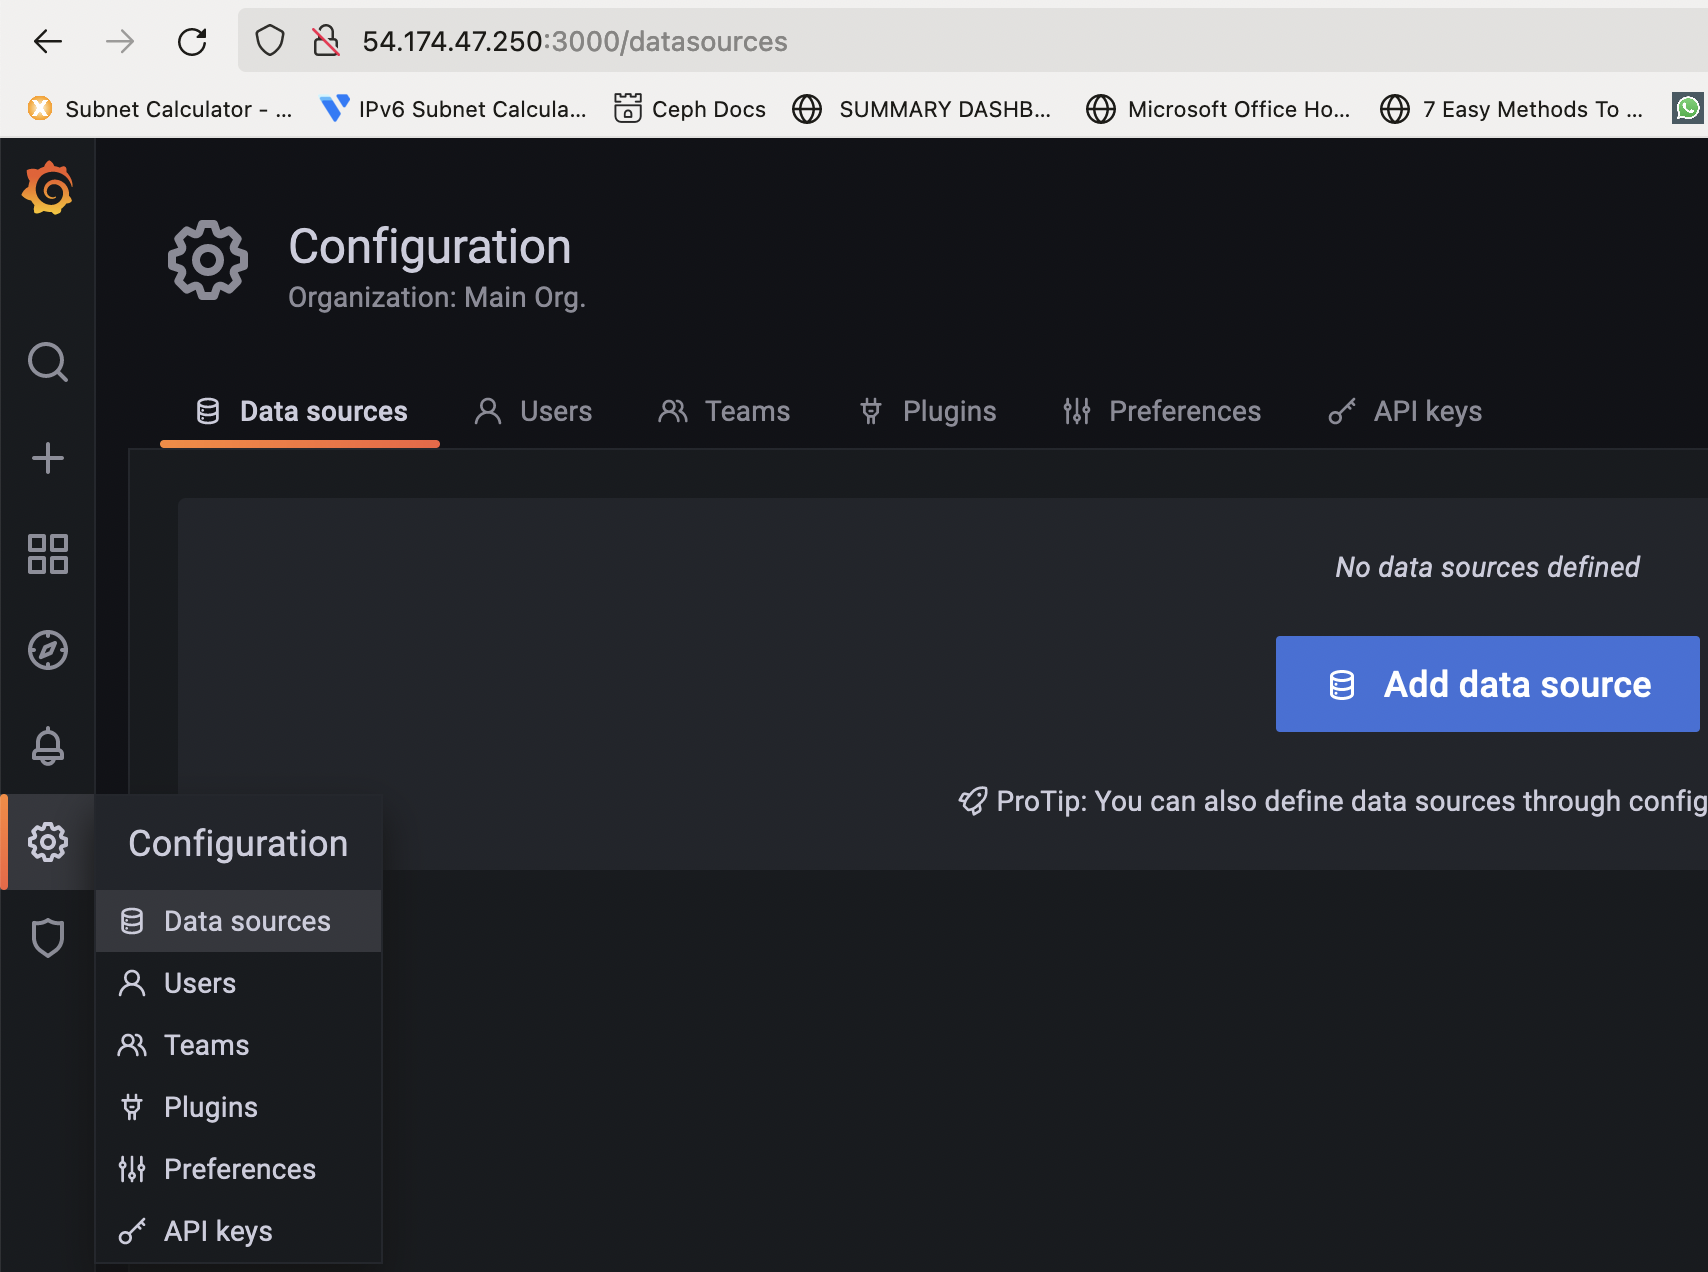 54.174.47.250:3000/datasources
Subnet Calculator - ... IPv6 Subnet Calcula... Ceph Docs SUMMARY DASHB... Microsoft Office Ho... 7 Easy Methods To ...
Configuration
Organization: Main Org.
Data sources Users Teams Plugins Preferences API keys
No data sources defined
Add data source
ProTip: You can also define data sources through config
Configuration
Data sources
Users
Teams
Plugins
Preferences
API keys